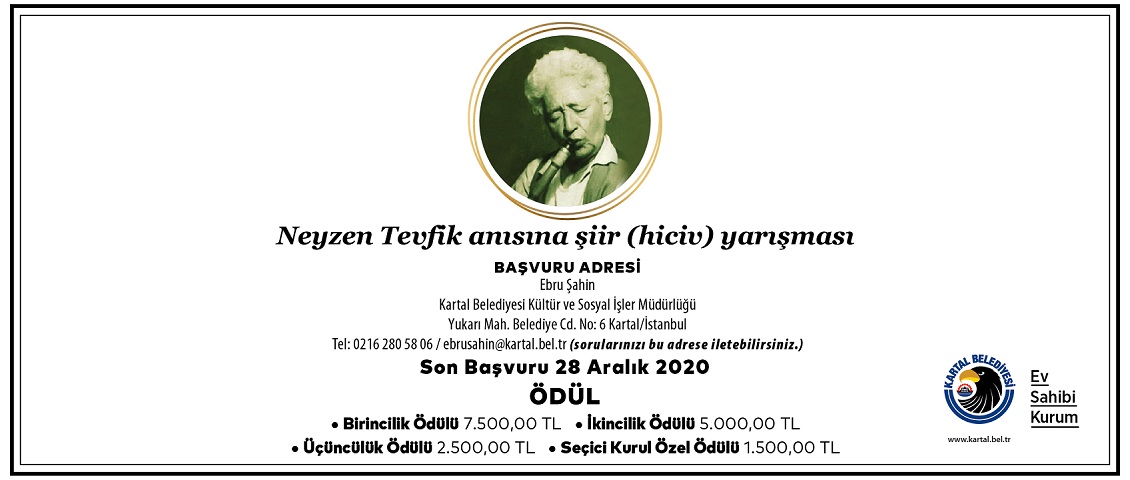 Neyzen Tevfik anısına şiir (hiciv) yarışması
BAŞVURU ADRESİ
Ebru Şahin
Kartal Belediyesi Kültür ve Sosyal İşler Müdürlüğü
Yukarı Mah. Belediye Cd. No: 6 Kartal/İstanbul
Tel: 0216 280 58 06 / ebrusahin@kartal.bel.tr (sorularınızı bu adrese iletebilirsiniz.)
Son Başvuru 28 Aralık 2020
ÖDÜL
• Birincilik Ödülü 7.500,00 TL • İkincilik Ödülü 5.000,00 TL
• Üçüncülük Ödülü 2.500,00 TL • Seçici Kurul Özel Ödülü 1.500,00 TL
KARTAL BELEDİYESİ
www.kartal.bel.tr
Ev
Sahibi
Kurum